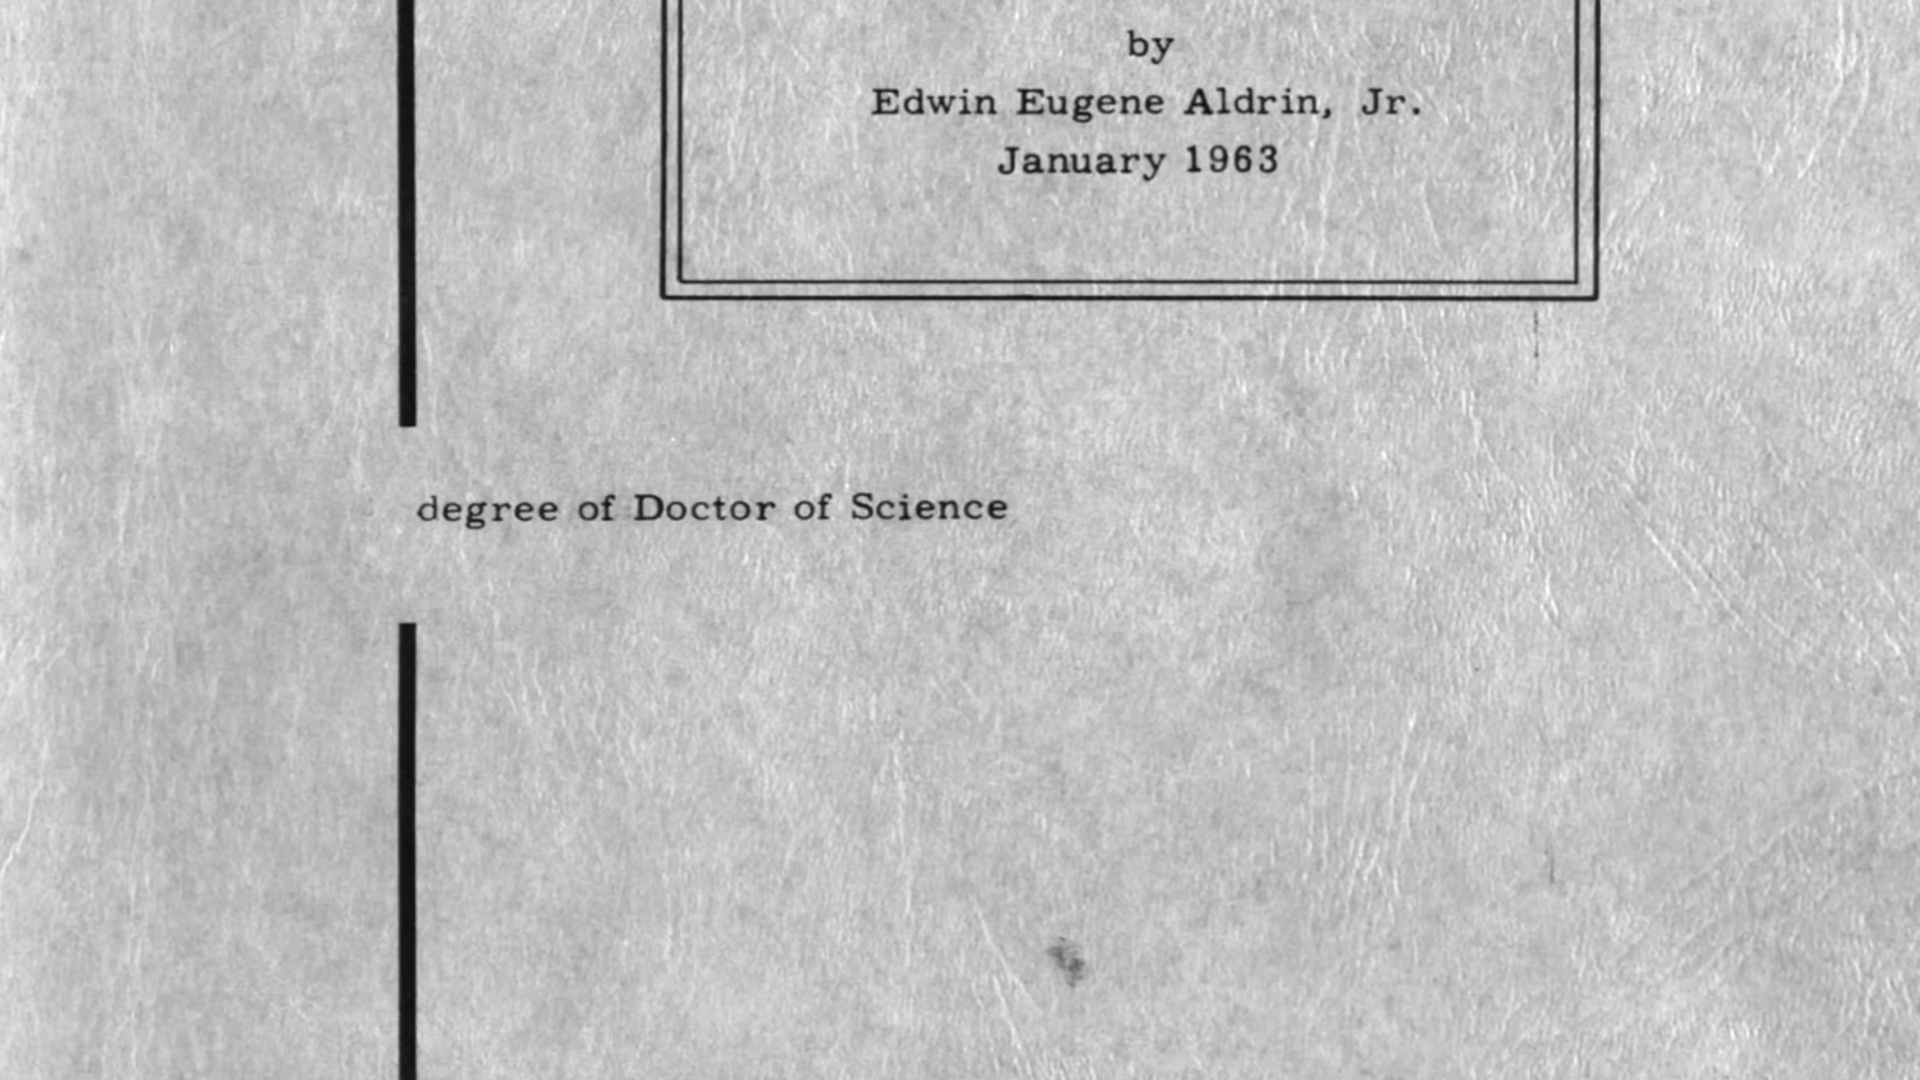 by
Edwin Eugene Aldrin, Jr.
January 1963
degree of Doctor of Science